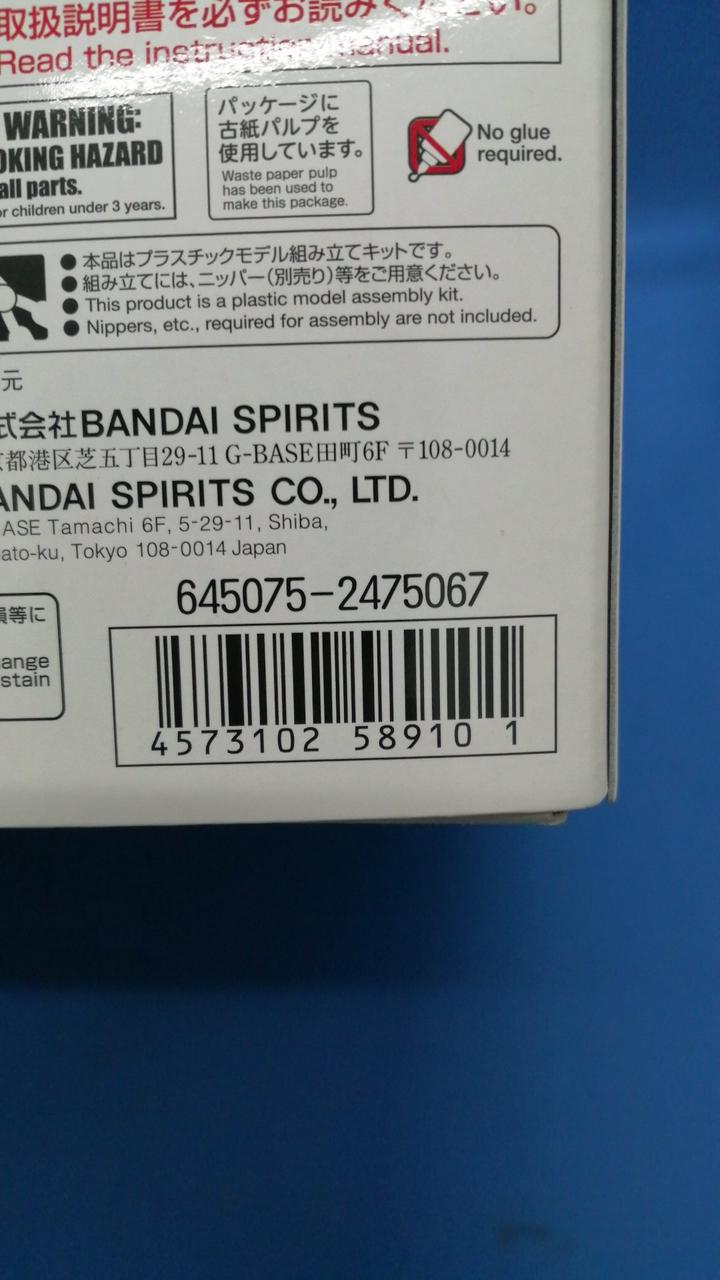 取扱説明書を必ずお読みください。
Read the instruction manual.
WARNING:
OKING HAZARD
all parts.
or children under 3 years.
パッケージに
古紙パルプを
使用しています。
Waste paper pulp
has been used to
make this package.
No glue
required.
● 本品はプラスチックモデル組み立てキットです。
● 組み立てには、ニッパー(別売り)等をご用意ください。
● This product is a plastic model assembly kit.
● Nippers, etc., required for assembly are not included.
元
式会社BANDAI SPIRITS
京都港区芝五丁目29-11 G-BASE田町6F 〒108-0014
ANDAI SPIRITS CO., LTD.
ASE Tamachi 6F, 5-29-11, Shiba,
ato-ku, Tokyo 108-0014 Japan
645075-2475067
損等に
ange
stain
4573102 58910 1